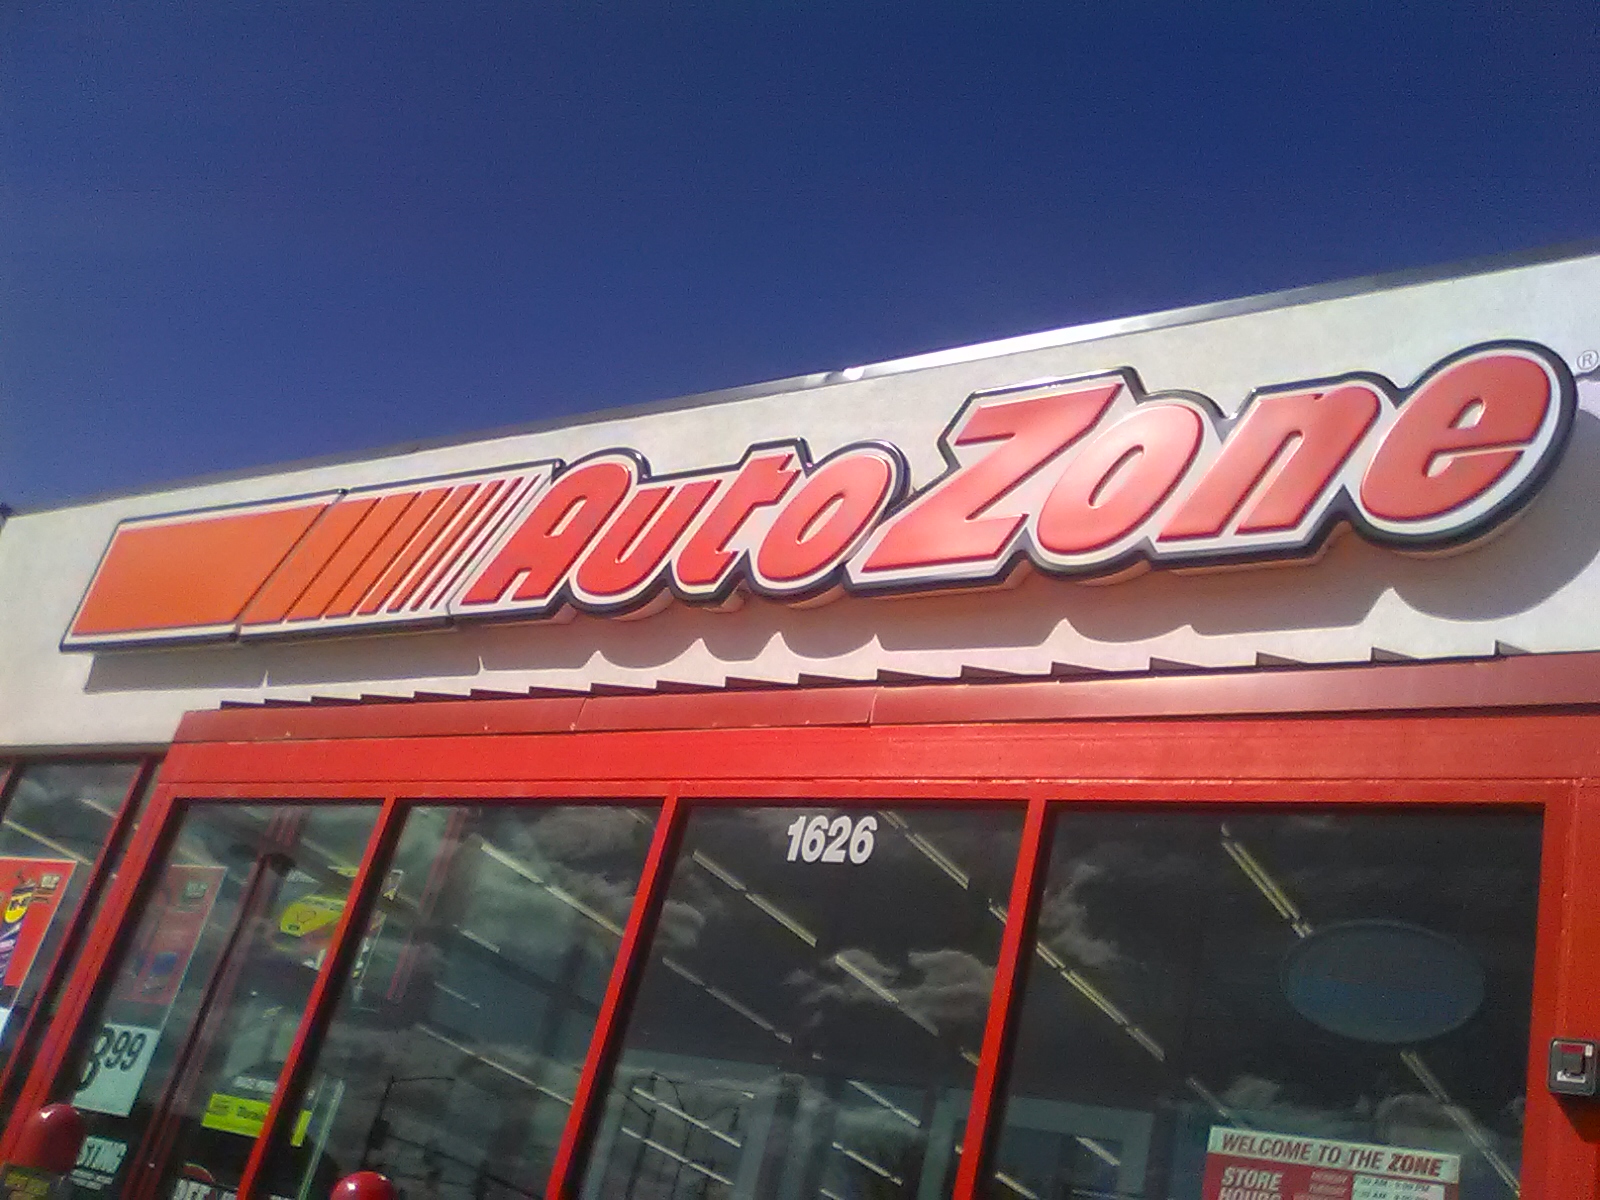 AutoZone®
1626
8 99
WELCOME TO THE ZONE
STORE
HOURS